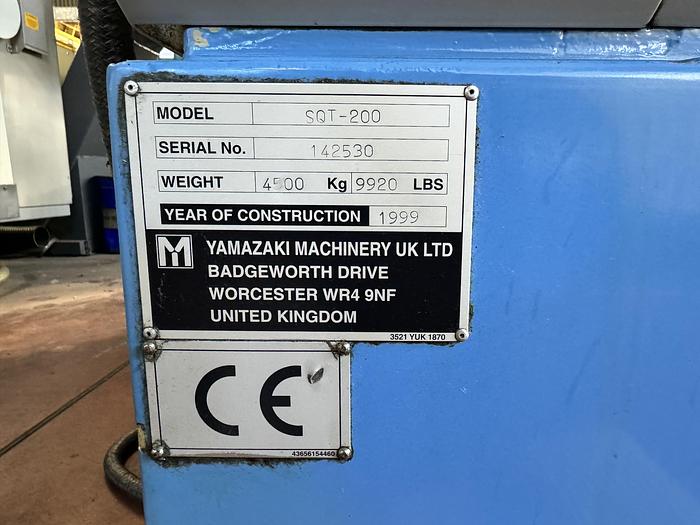 MODEL SQT-200
SERIAL No. 142530
WEIGHT 4500 Kg 9920 LBS
YEAR OF CONSTRUCTION 1999
YAMAZAKI MACHINERY UK LTD
BADGEWORTH DRIVE
WORCESTER WR4 9NF
UNITED KINGDOM
3521 YUK 1870
CE
43656154460